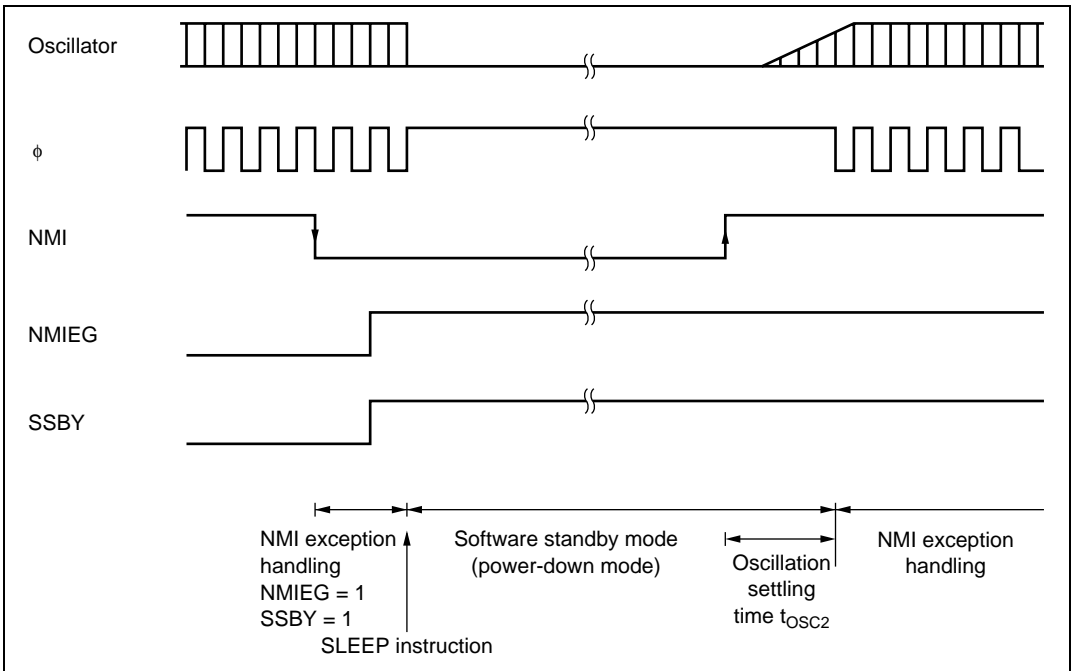 Oscillator
ϕ
NMI
NMIEG
SSBY
NMI exception
handling
NMIEG = 1
SSBY = 1
SLEEP instruction
Software standby mode
(power-down mode)
Oscillation
settling
time tOSC2
NMI exception
handling